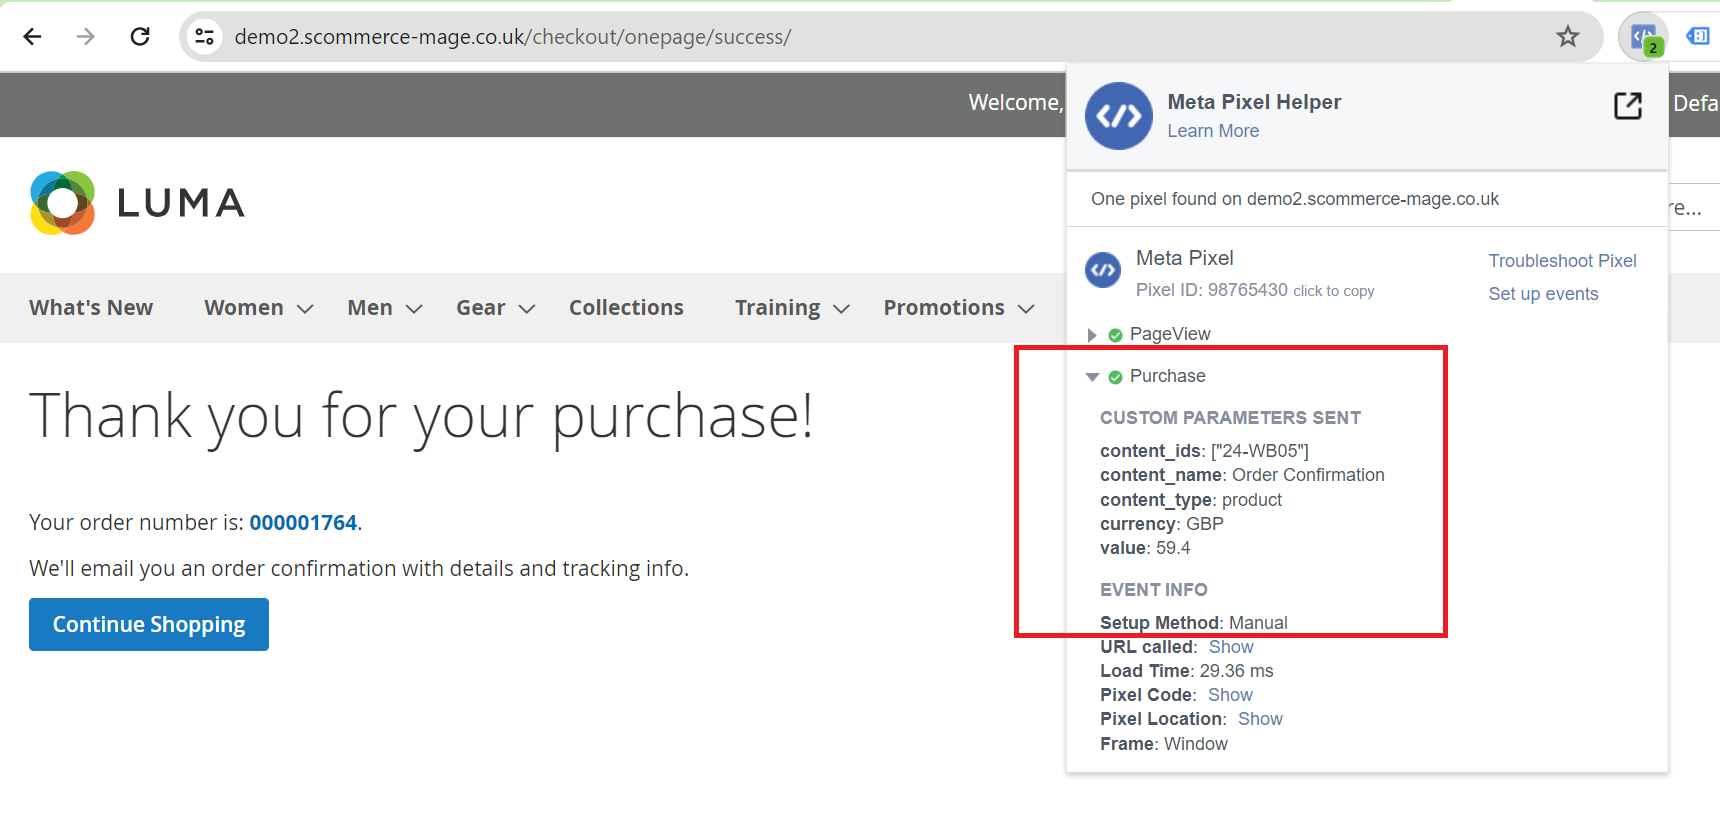 demo2.scommerce-mage.co.uk/checkout/onepage/success/
2
Welcome,
Defa
LUMA
re...
What's New Women Men Gear Collections Training Promotions
Thank you for your purchase!
Your order number is: 000001764.
We'll email you an order confirmation with details and tracking info.
Continue Shopping
Meta Pixel Helper
Learn More
One pixel found on demo2.scommerce-mage.co.uk
Meta Pixel
Troubleshoot Pixel
Pixel ID: 98765430 click to copy
Set up events
PageView
Purchase
CUSTOM PARAMETERS SENT
content_ids: ["24-WB05"]
content_name: Order Confirmation
content_type: product
currency: GBP
value: 59.4
EVENT INFO
Setup Method: Manual
URL called: Show
Load Time: 29.36 ms
Pixel Code: Show
Pixel Location: Show
Frame: Window